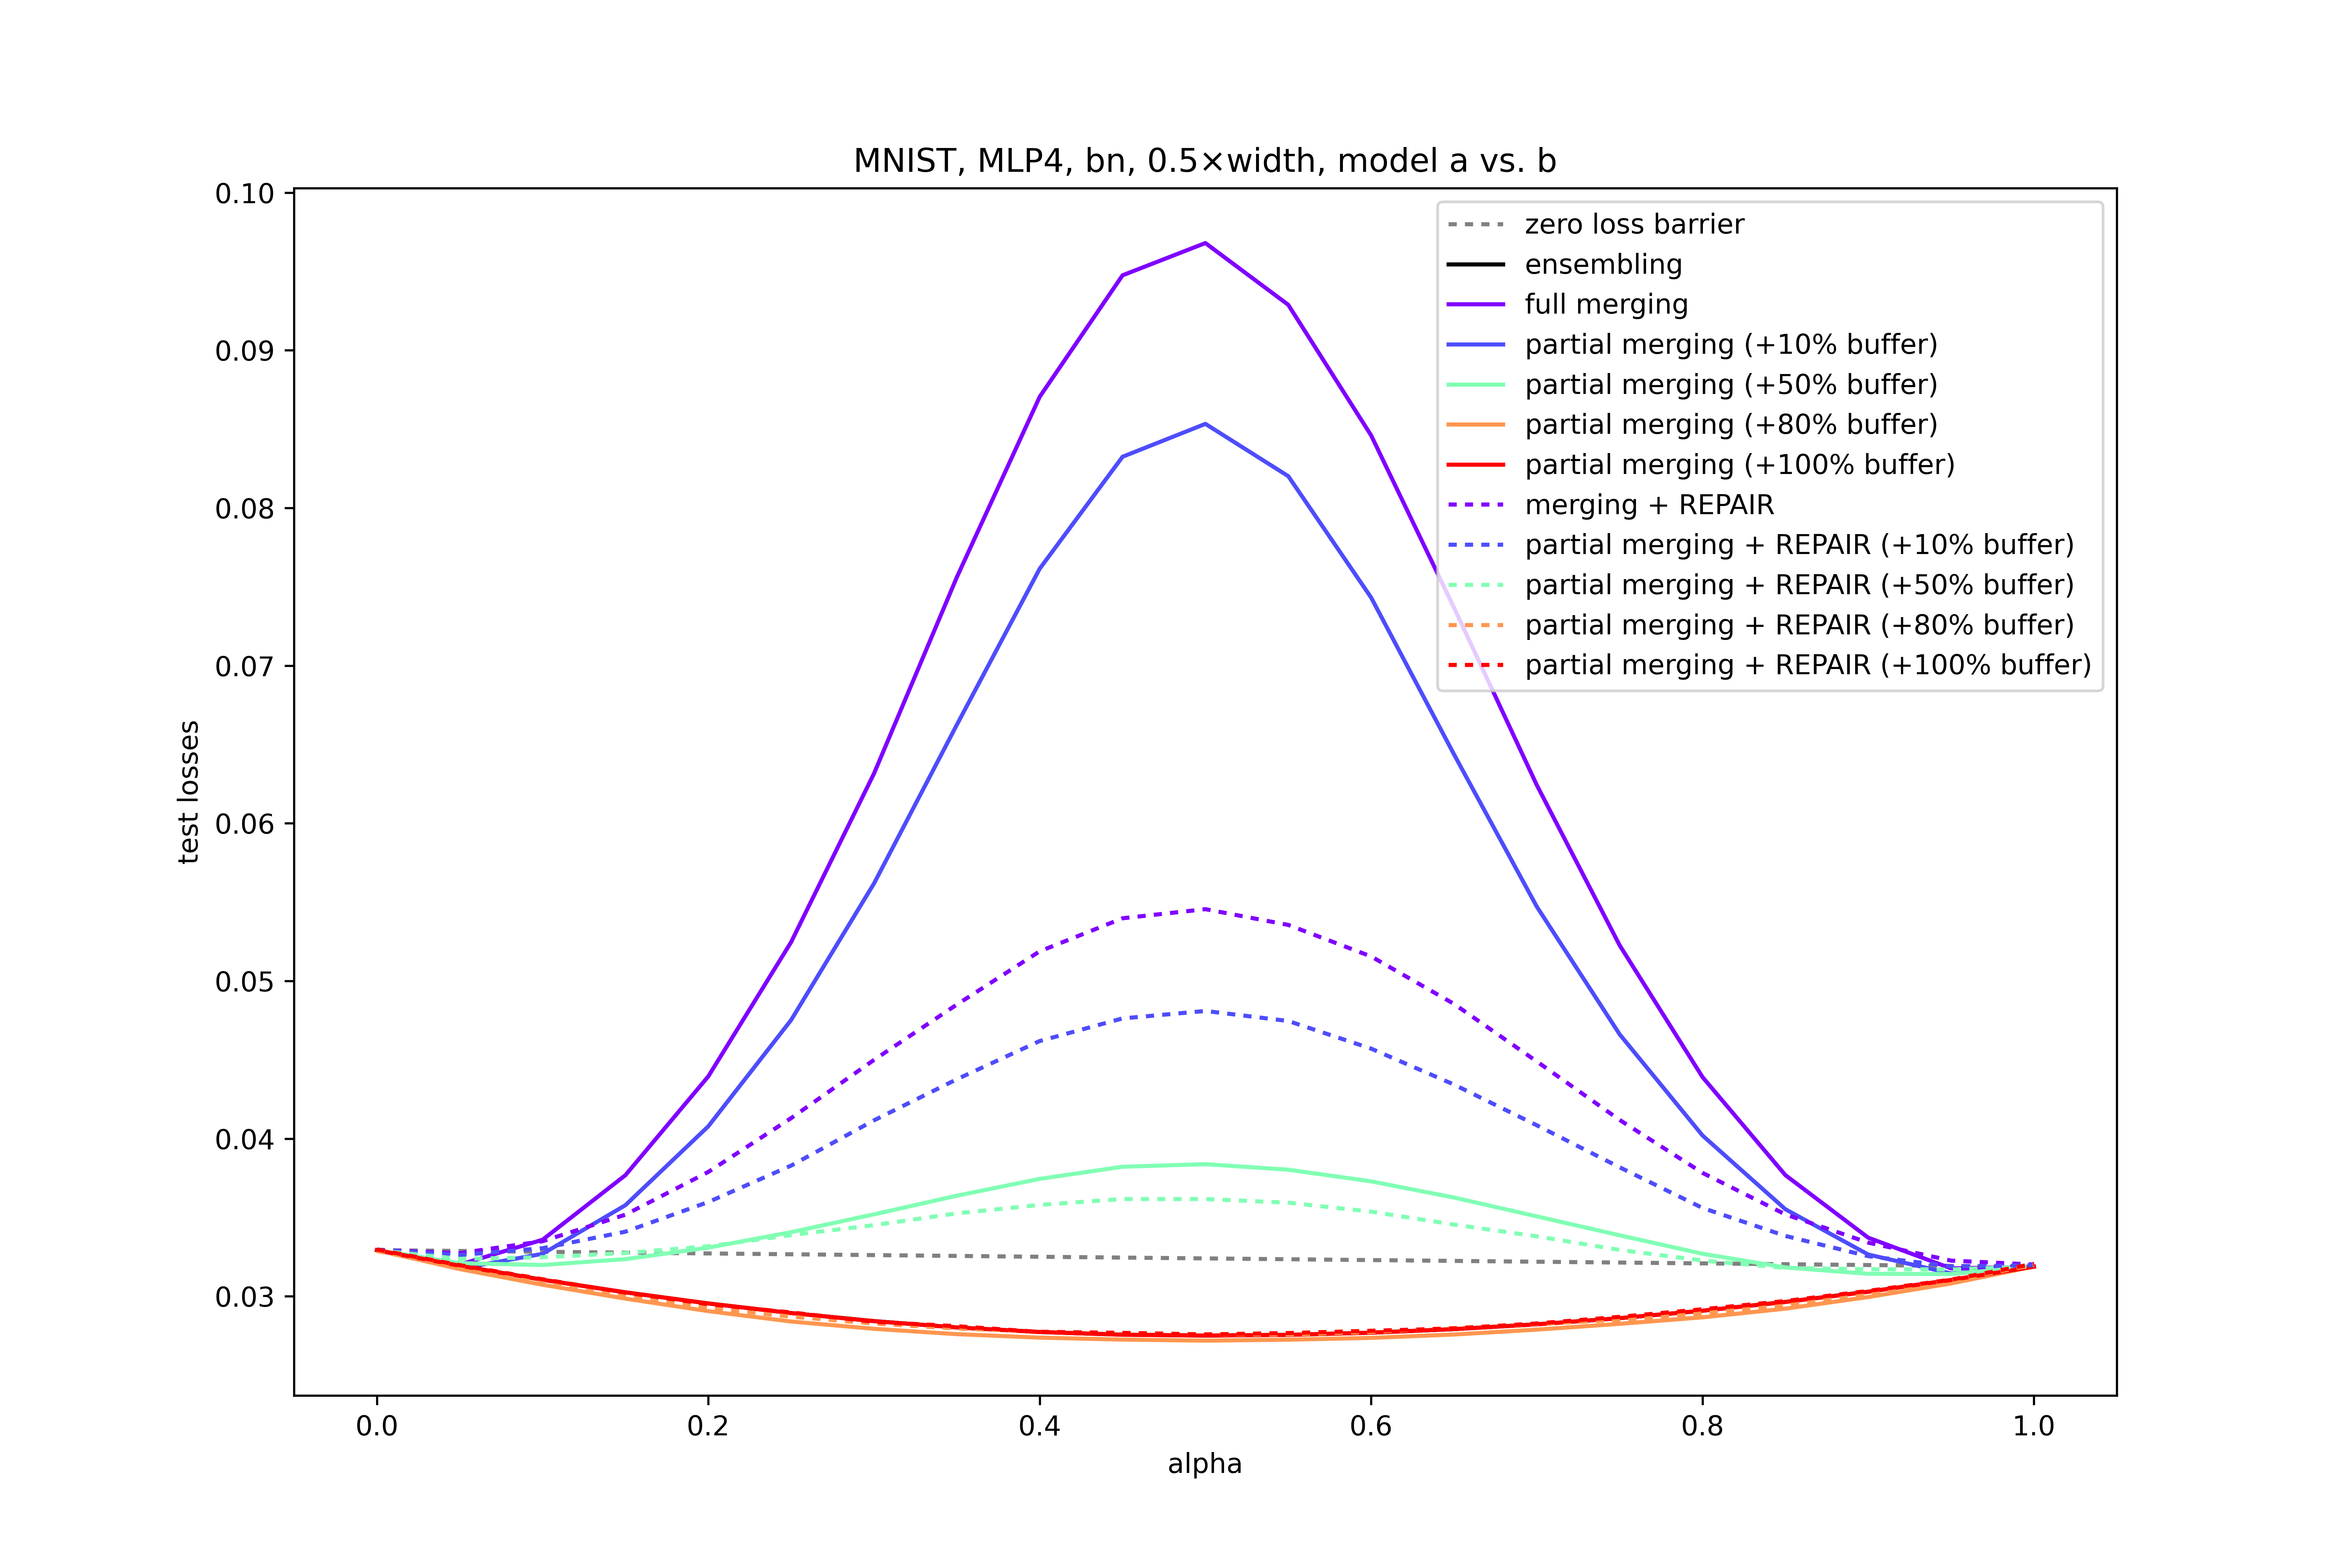 MNIST, MLP4, bn, 0.5×width, model a vs. b
0.10
0.09
0.08
0.07
0.06
0.05
0.04
0.03
test losses
zero loss barrier
ensembling
full merging
partial merging (+10% buffer)
partial merging (+50% buffer)
partial merging (+80% buffer)
partial merging (+100% buffer)
merging + REPAIR
partial merging + REPAIR (+10% buffer)
partial merging + REPAIR (+50% buffer)
partial merging + REPAIR (+80% buffer)
partial merging + REPAIR (+100% buffer)
0.0 0.2 0.4 0.6 0.8 1.0
alpha